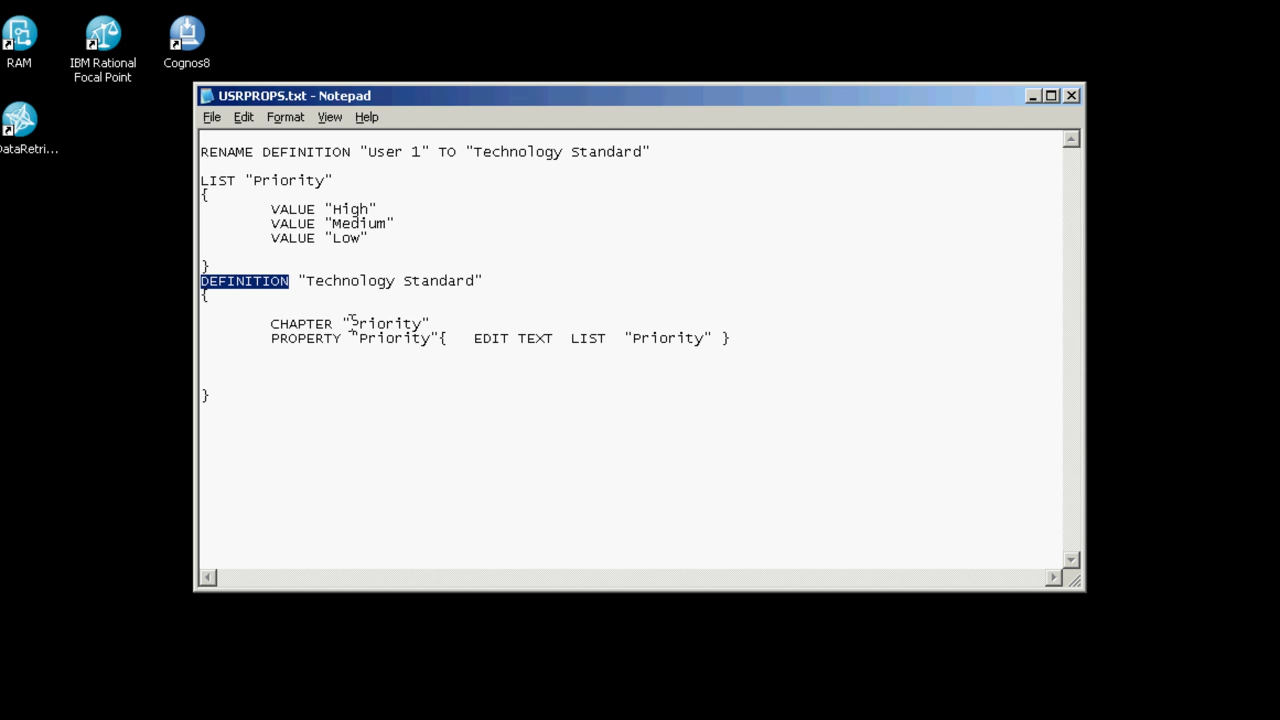 RAM
IBM Rational
Focal Point
Cognos8
DataRetri...
USRPROPS.txt - Notepad
File Edit Format View Help
RENAME DEFINITION "User 1" TO "Technology Standard"
LIST "Priority"
{
VALUE "High"
VALUE "Medium"
VALUE "Low"
}
DEFINITION "Technology Standard"
{
CHAPTER "Priority"
PROPERTY "Priority"{ EDIT TEXT LIST "Priority" }
}